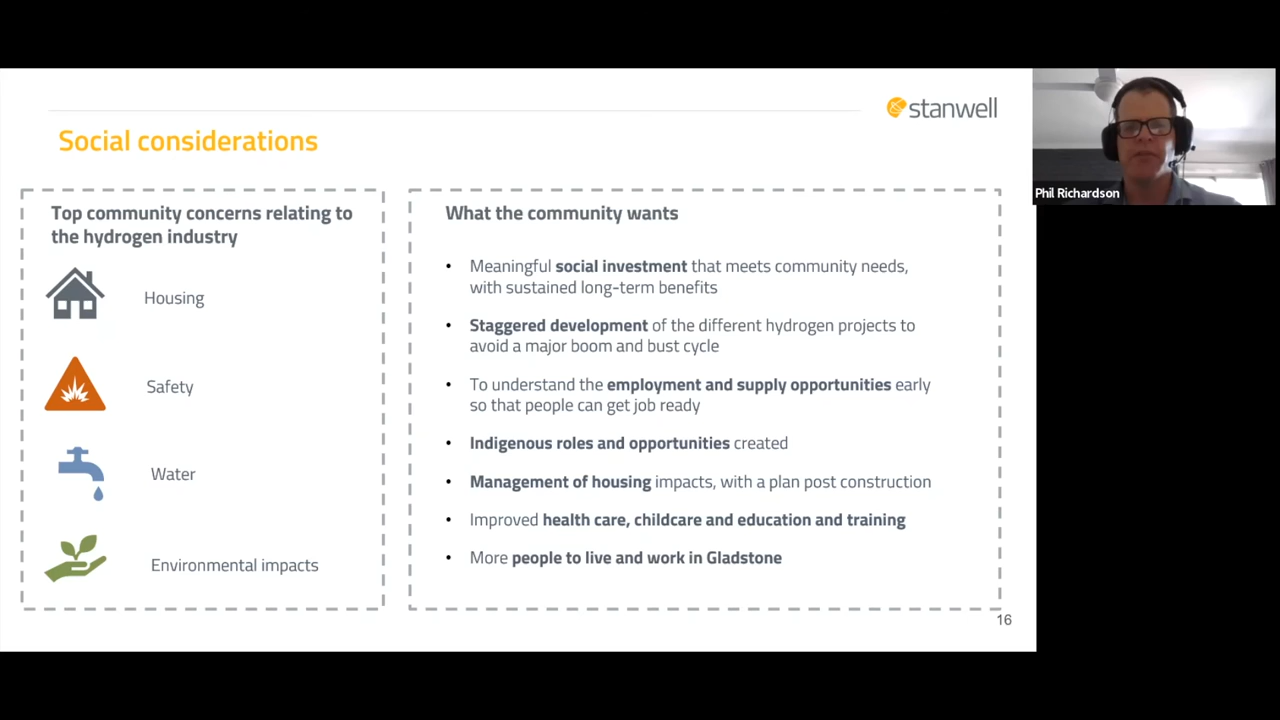 stanwell
Social considerations
Top community concerns relating to
the hydrogen industry
Housing
Safety
Water
Environmental impacts
What the community wants
• Meaningful social investment that meets community needs,
with sustained long-term benefits
• Staggered development of the different hydrogen projects to
avoid a major boom and bust cycle
• To understand the employment and supply opportunities early
so that people can get job ready
• Indigenous roles and opportunities created
• Management of housing impacts, with a plan post construction
• Improved health care, childcare and education and training
• More people to live and work in Gladstone
16
Phil Richardson